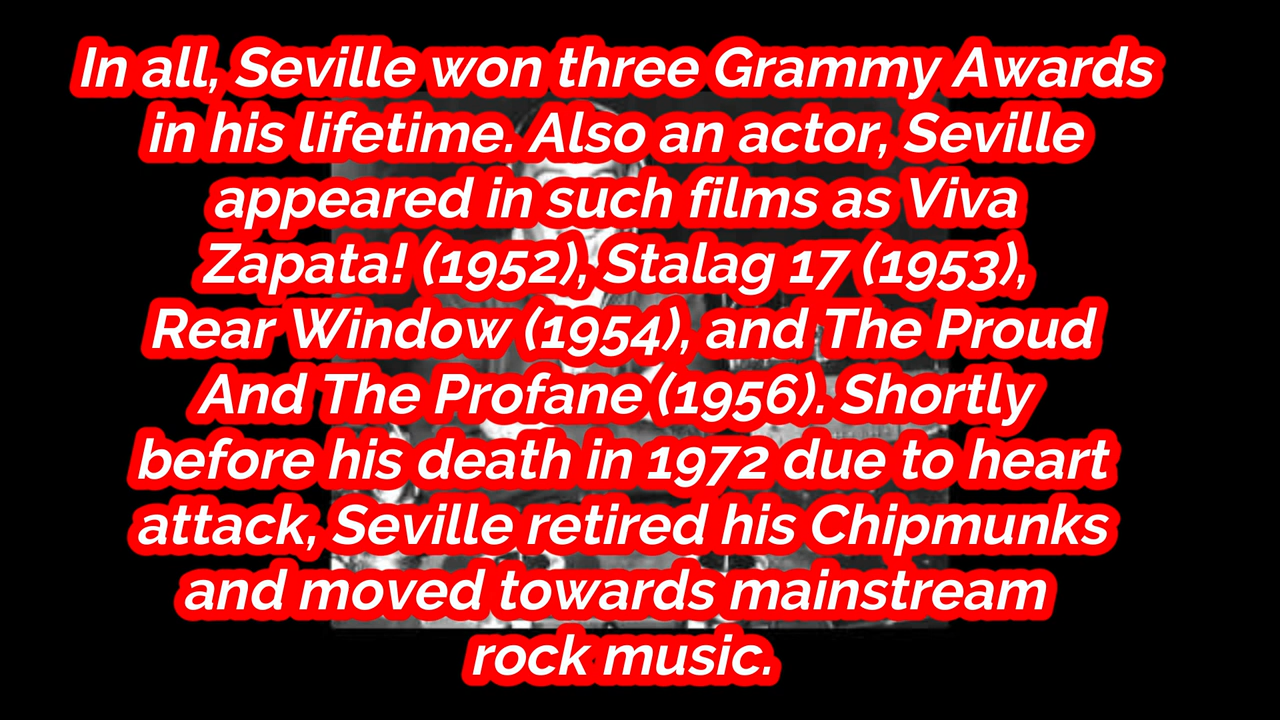 In all, Seville won three Grammy Awards
in his lifetime. Also an actor, Seville
appeared in such films as Viva
Zapata! (1952), Stalag 17 (1953),
Rear Window (1954), and The Proud
And The Profane (1956). Shortly
before his death in 1972 due to heart
attack, Seville retired his Chipmunks
and moved towards mainstream
rock music.